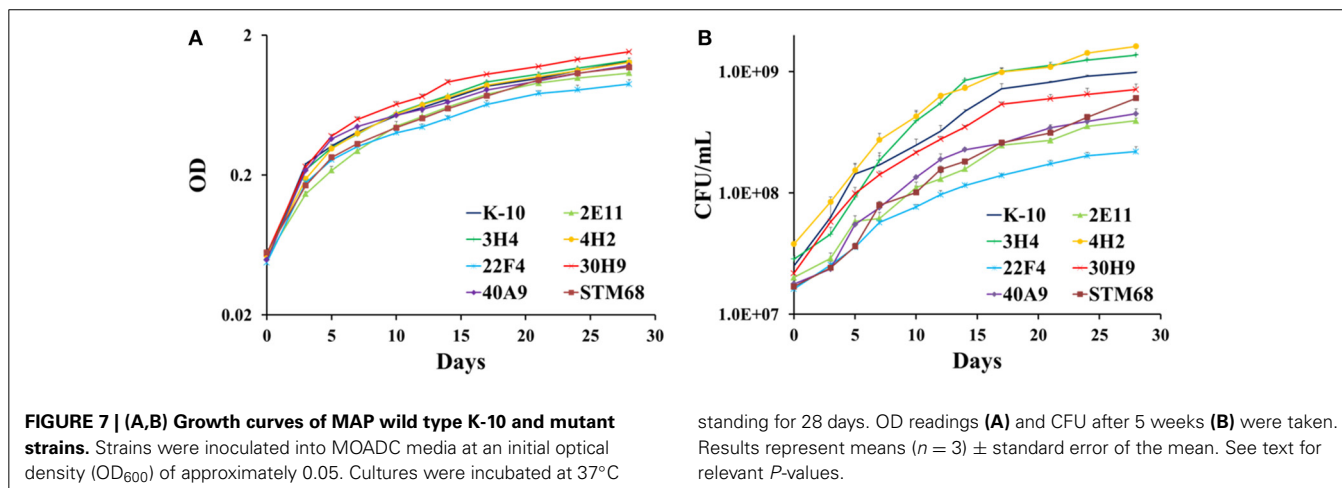 A
2
0.2
0.02
OD
0 5 10 15 20 25 30
Days
K-10 2E11
3H4 4H2
22F4 30H9
40A9 STM68
B
1.0E+09
1.0E+08
1.0E+07
CFU/mL
0 5 10 15 20 25 30
Days
K-10 2E11
3H4 4H2
22F4 30H9
40A9 STM68
FIGURE 7 | (A,B) Growth curves of MAP wild type K-10 and mutant
strains. Strains were inoculated into MOADC media at an initial optical
density (OD600) of approximately 0.05. Cultures were incubated at 37°C
standing for 28 days. OD readings (A) and CFU after 5 weeks (B) were taken.
Results represent means (n = 3) ± standard error of the mean. See text for
relevant P-values.